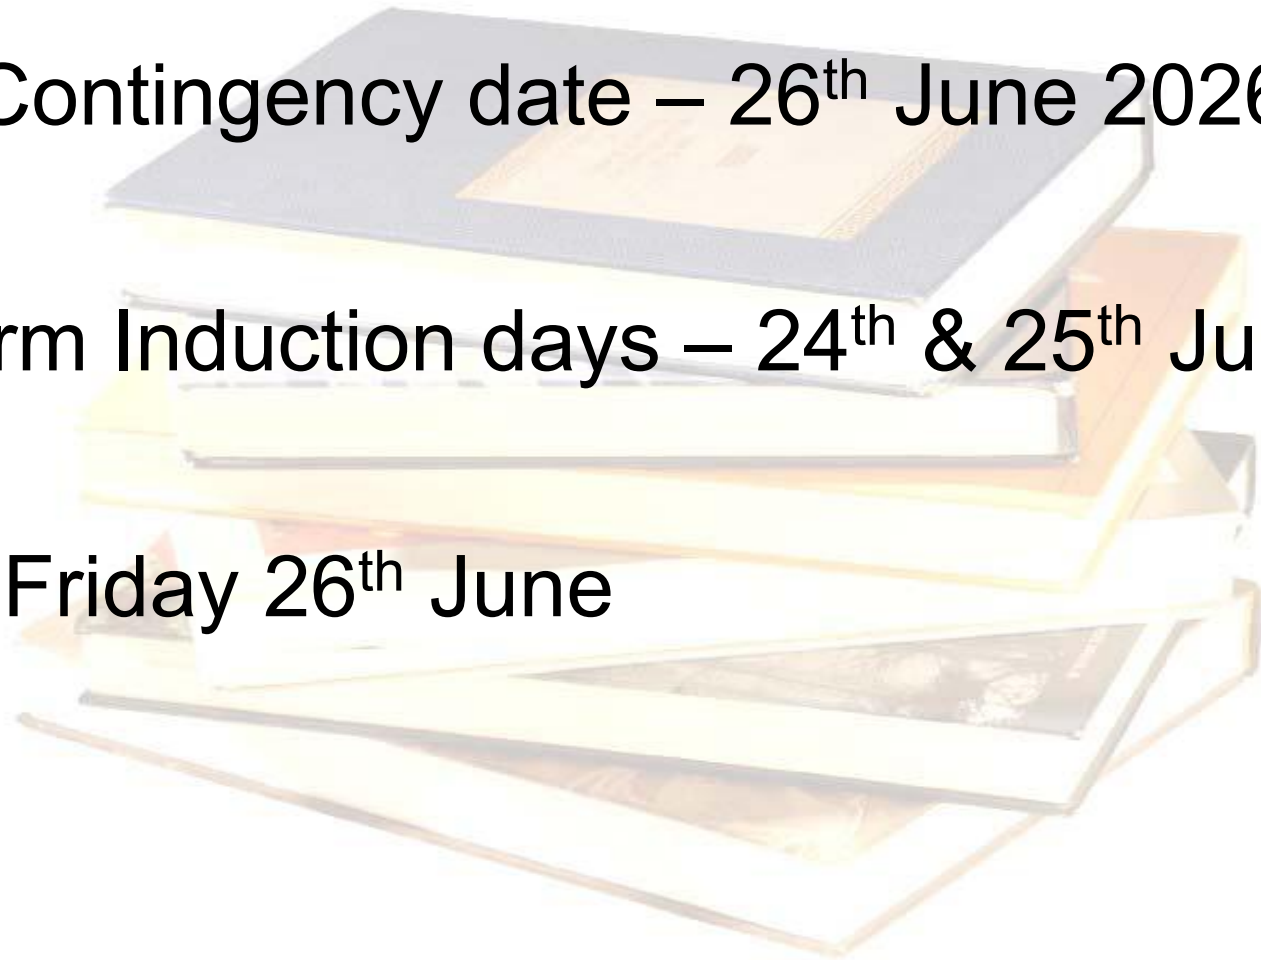 Contingency date – 26th June 2026
rm Induction days – 24th & 25th Ju
Friday 26th June